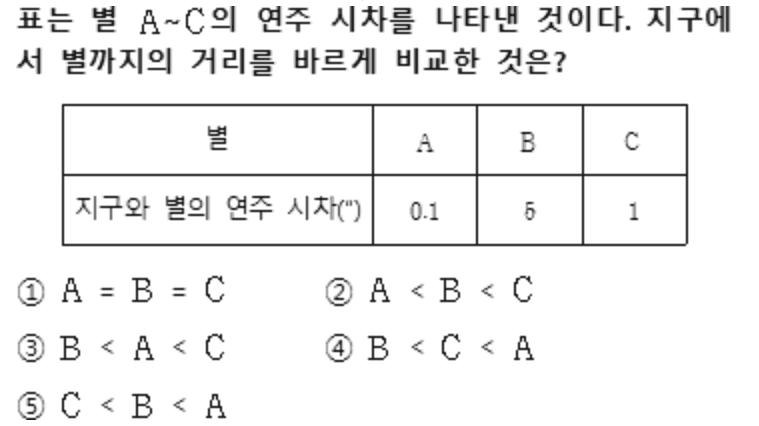 표는 별 A~C의 연주 시차를 나타낸 것이다. 지구에
서 별까지의 거리를 바르게 비교한 것은?
별 A B C
지구와 별의 연주 시차(") 0.1 5 1
① A = B = C ② A < B < C
③ B < A < C ④ B < C < A
⑤ C < B < A